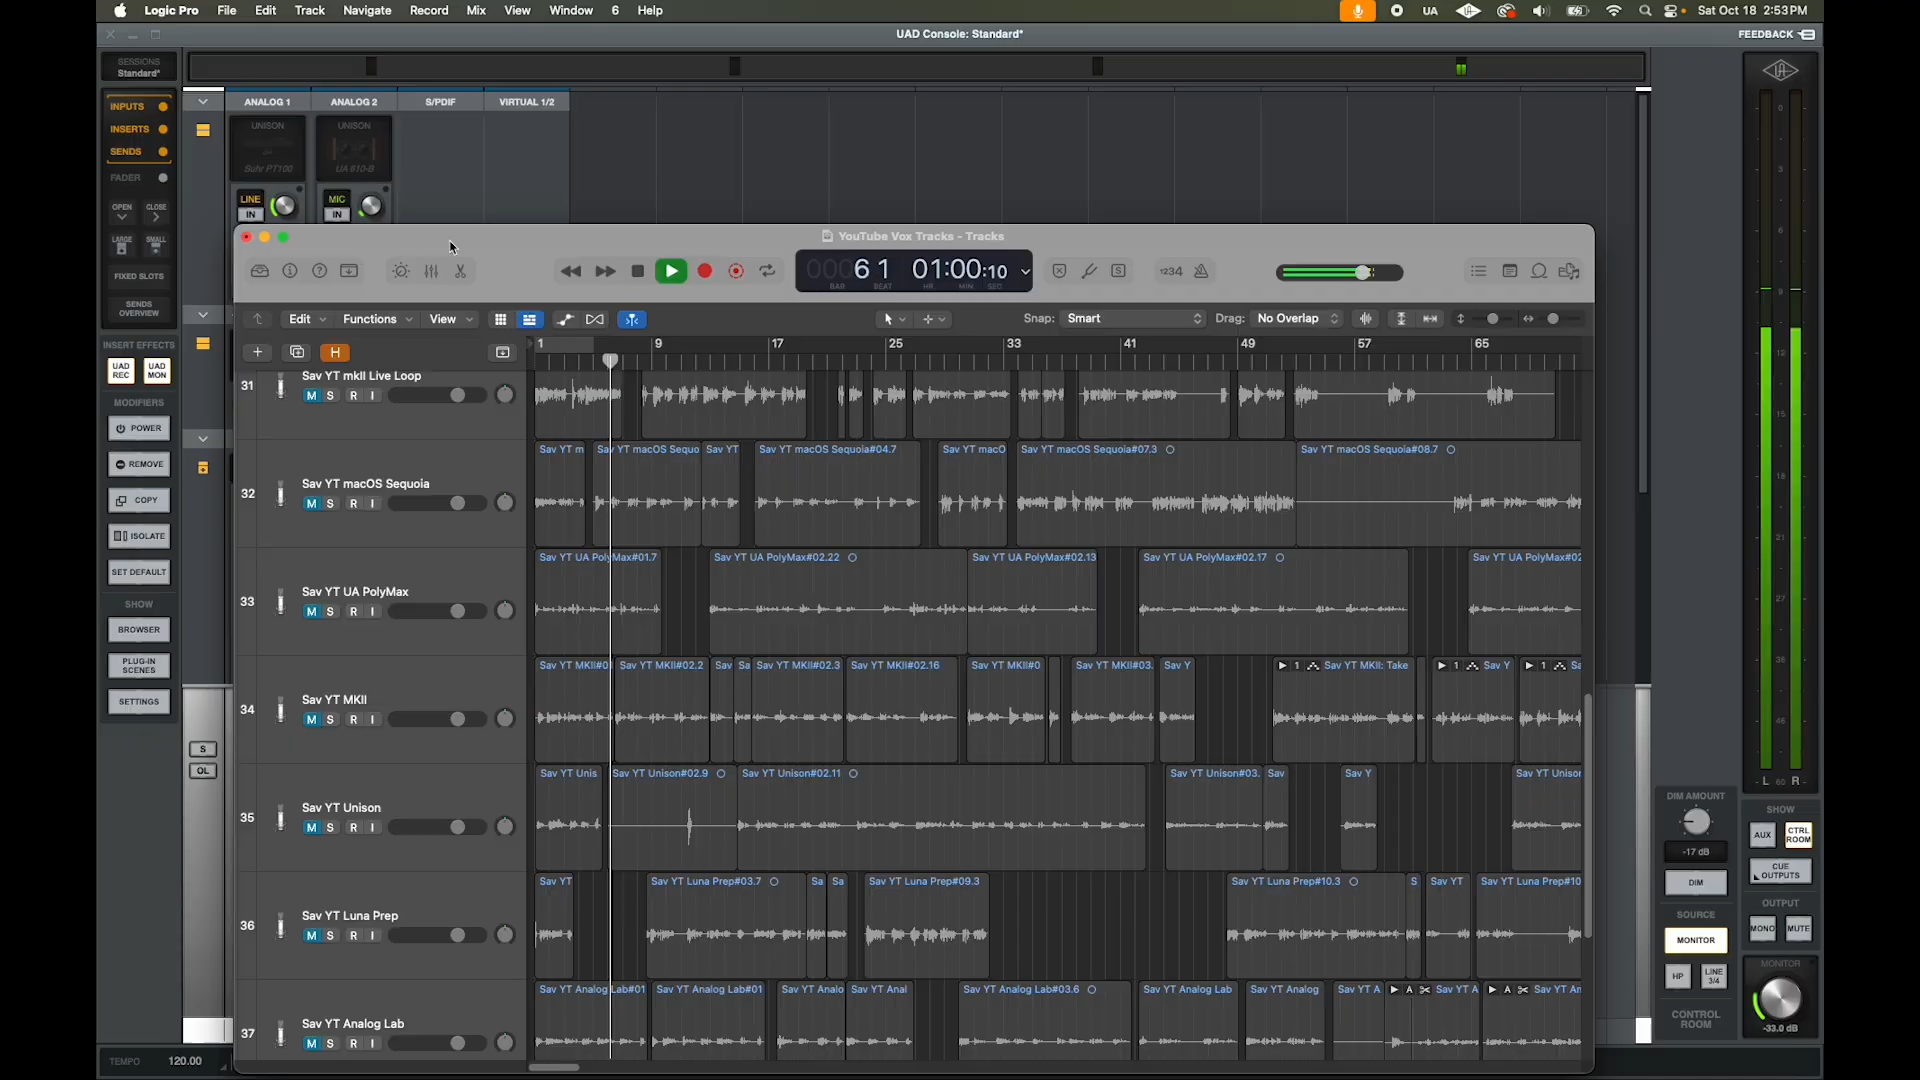 Logic Pro File Edit Track Navigate Record Mix View Window 6 Help
UA Sat Oct 18 2:53PM
UAD Console: Standard*
FEEDBACK
SESSIONS
Standard*
INPUTS
INSERTS
SENDS
FADER
OPEN CLOSE
LARGE SMALL
FIXED SLOTS
SENDS
OVERVIEW
INSERT EFFECTS
UAD
REC
UAD
MON
MODIFIERS
POWER
REMOVE
COPY
ISOLATE
SET DEFAULT
SHOW
BROWSER
PLUG-IN
SCENES
SETTINGS
TEMPO 120.00
S
OL
ANALOG 1 ANALOG 2 S/PDIF VIRTUAL 1/2
UNISON UNISON
Suhr PT100 UA 610-B
LINE MIC
IN IN
YouTube Vox Tracks - Tracks
0006 1 01:00:10
BAR BEAT HR MIN SEC
S
1234
Edit Functions View
Snap: Smart Drag: No Overlap
H
1 9 17 25 33 41 49 57 65
31 Sav YT mkII Live Loop
M S R I
Sav YT m Sav YT macOS Sequo Sav YT Sav YT macOS Sequoia#04.7 Sav YT macO Sav YT macOS Sequoia#07.3 Sav YT macOS Sequoia#08.7
32 Sav YT macOS Sequoia
M S R I
Sav YT UA PolyMax#01.7 Sav YT UA PolyMax#02.22 Sav YT UA PolyMax#02.13 Sav YT UA PolyMax#02.17 Sav YT UA PolyMax#02
33 Sav YT UA PolyMax
M S R I
Sav YT MKII#0 Sav YT MKII#02.2 Sav Sa Sav YT MKII#02.3 Sav YT MKII#02.16 Sav YT MKII#0 Sav YT MKII#03. Sav Y 1 Sav YT MKII: Take 1 Sav Y 1 Sa
34 Sav YT MKII
M S R I
Sav YT Unis Sav YT Unison#02.9 Sav YT Unison#02.11 Sav YT Unison#03. Sav Sav Y Sav YT Unison
35 Sav YT Unison
M S R I
Sav YT Sav YT Luna Prep#03.7 Sa Sa Sav YT Luna Prep#09.3 Sav YT Luna Prep#10.3 S Sav YT Sav YT Luna Prep#10
36 Sav YT Luna Prep
M S R I
Sav YT Analog Lab#01 Sav YT Analog Lab#01 Sav YT Analo Sav YT Anal Sav YT Analog Lab#03.6 Sav YT Analog Lab Sav YT Analog Sav YT A A Sav YT A A Sav YT An
37 Sav YT Analog Lab
M S R I
0
3
6
9
12
15
21
27
38
46
L 60 R
DIM AMOUNT
-17 dB
DIM
SOURCE
MONITOR
HP
LINE
3/4
CONTROL
ROOM
SHOW
AUX
CTRL
ROOM
CUE
OUTPUTS
OUTPUT
MONO MUTE
MONITOR
-33.0 dB